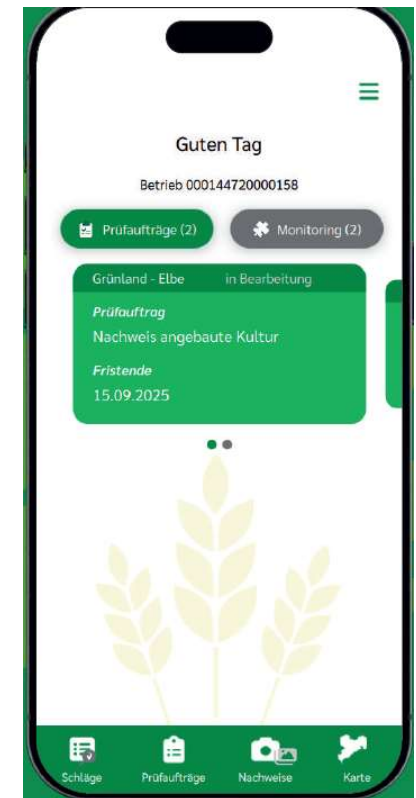 Guten Tag
Betrieb 000144720000158
Prüfaufträge (2)
Monitoring (2)
Grünland - Elbe in Bearbeitung
Prüfauftrag
Nachweis angebaute Kultur
Fristende
15.09.2025
Schläge Prüfaufträge Nachweise Karte